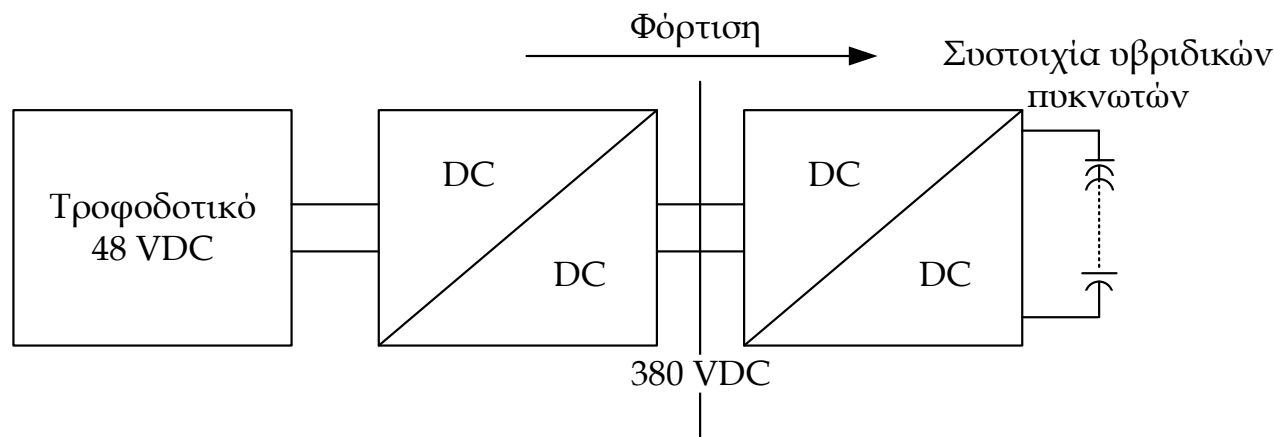 Φόρτιση
Συστοιχία υβριδικών
πυκνωτών
Τροφοδοτικό
48 VDC
DC
DC
DC
DC
380 VDC